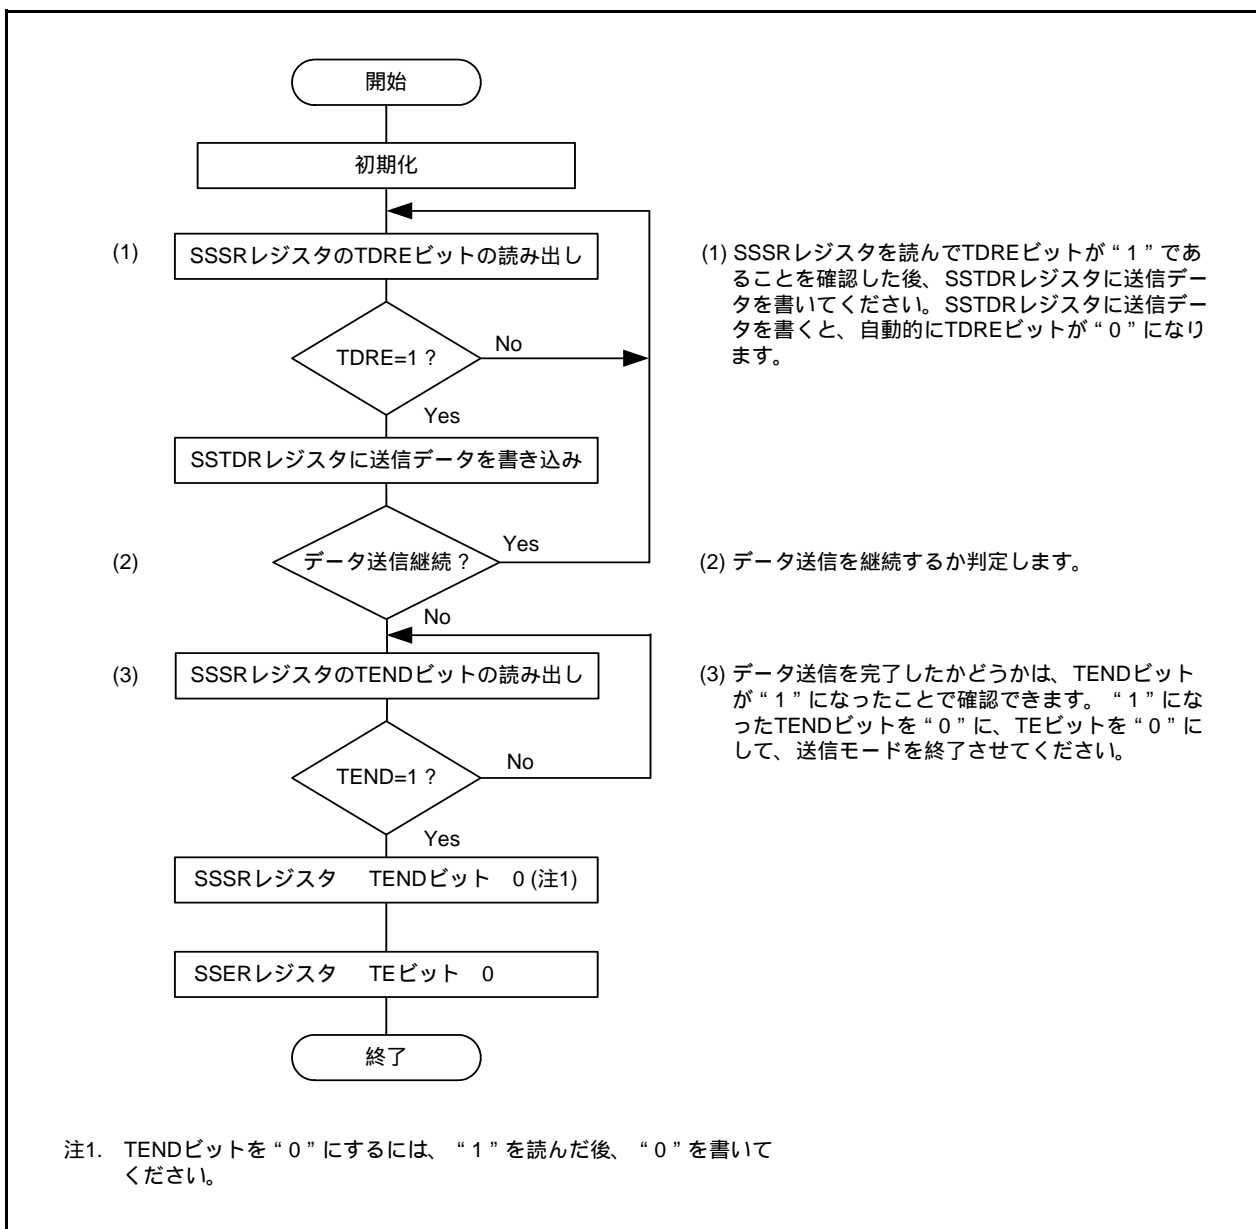 開始
初期化
(1)
SSSRレジスタのTDREビットの読み出し
(1) SSSRレジスタを読んでTDREビットが“1”であ
ることを確認した後、SSTDRレジスタに送信デー
タを書いてください。SSTDRレジスタに送信デー
タを書くと、自動的にTDREビットが“0”になり
ます。
TDRE=1 ?
No
Yes
SSTDRレジスタに送信データを書き込み
(2)
データ送信継続 ?
Yes
(2) データ送信を継続するか判定します。
No
(3)
SSSRレジスタのTENDビットの読み出し
(3) データ送信を完了したかどうかは、TENDビット
が“1”になったことで確認できます。“1”にな
ったTENDビットを“0”に、TEビットを“0”に
して、送信モードを終了させてください。
TEND=1 ?
No
Yes
SSSRレジスタ TENDビット 0 (注1)
SSERレジスタ TEビット 0
終了
注1. TENDビットを“0”にするには、“1”を読んだ後、“0”を書いて
ください。